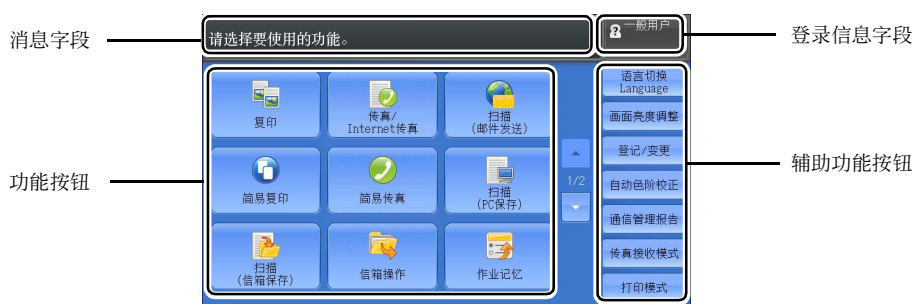 消息字段
请选择要使用的功能。
一般用户
登录信息字段
功能按钮
复印
传真/
Internet传真
扫描
(邮件发送)
简易复印
简易传真
扫描
(PC保存)
扫描
(信箱保存)
信箱操作
作业记忆
1/2
语言切换
Language
画面亮度调整
登记/变更
自动色阶校正
通信管理报告
传真接收模式
打印模式
辅助功能按钮